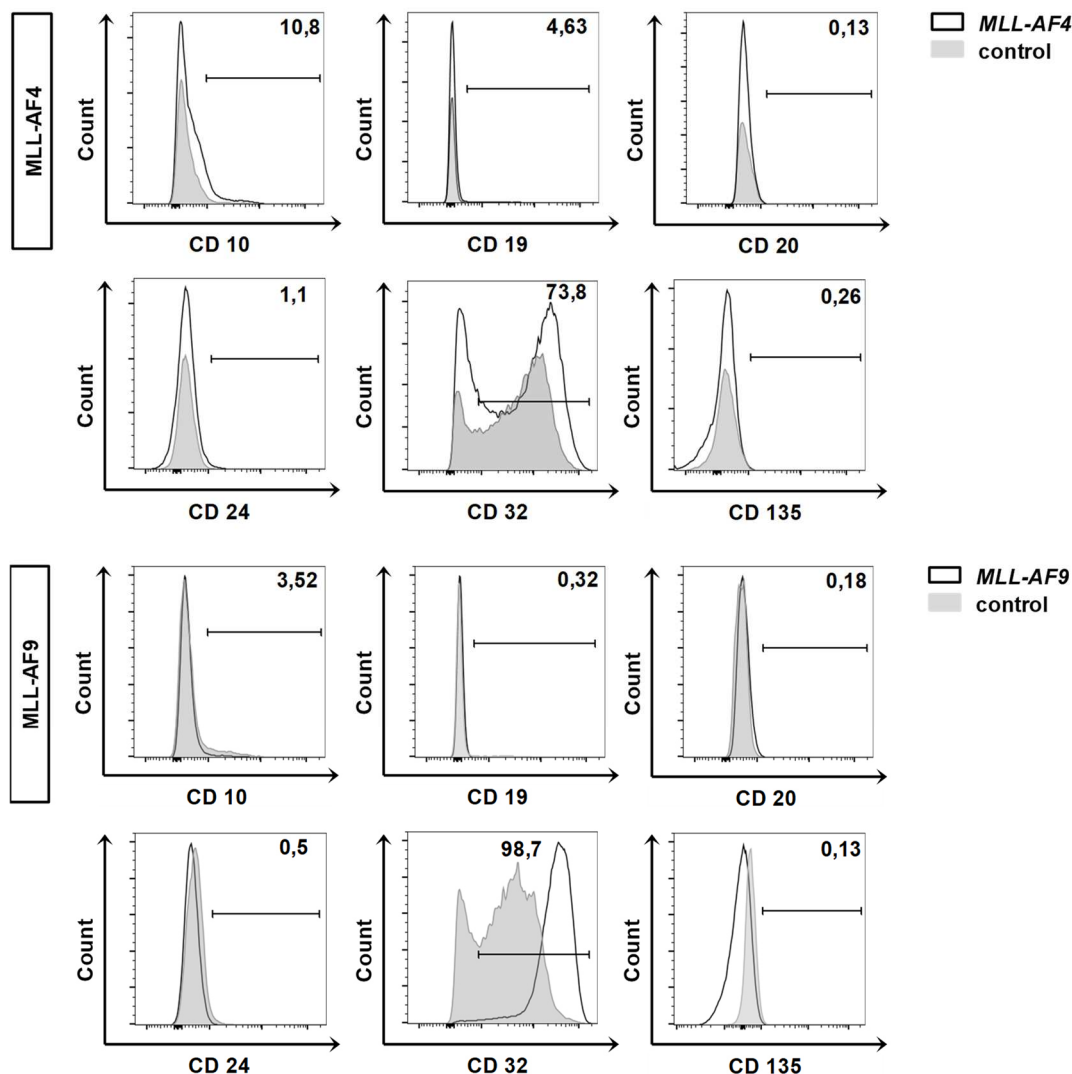 MLL-AF4
Count
10,8
CD 10
Count
4,63
CD 19
Count
0,13
CD 20
MLL-AF4
control
Count
1,1
CD 24
Count
73,8
CD 32
Count
0,26
CD 135
MLL-AF9
Count
3,52
CD 10
Count
0,32
CD 19
Count
0,18
CD 20
MLL-AF9
control
Count
0,5
CD 24
Count
98,7
CD 32
Count
0,13
CD 135